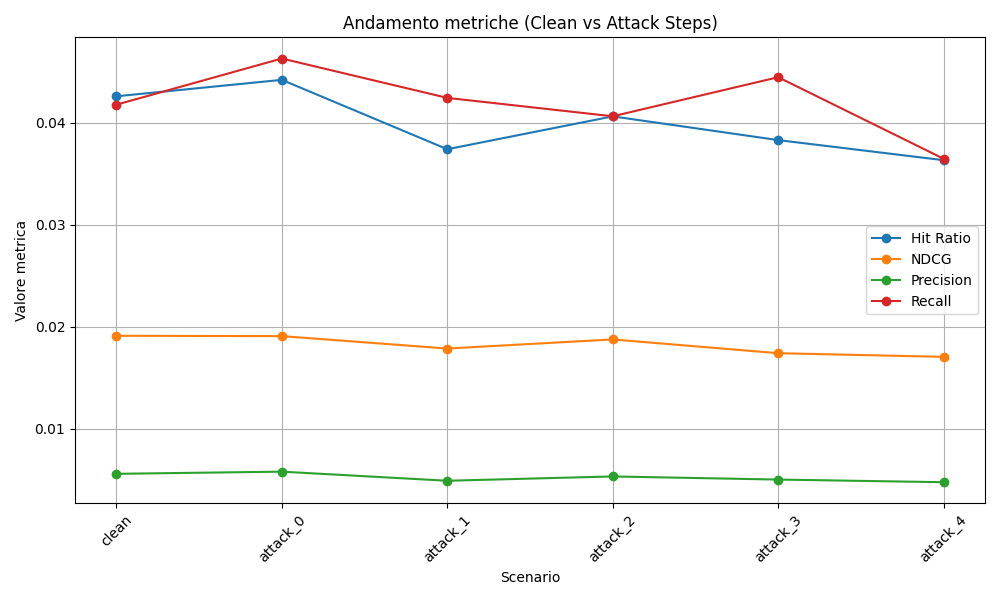 Andamento metriche (Clean vs Attack Steps)
Valore metrica
0.04
0.03
0.02
0.01
Hit Ratio
NDCG
Precision
Recall
clean
attack_0
attack_1
attack_2
attack_3
attack_4
Scenario